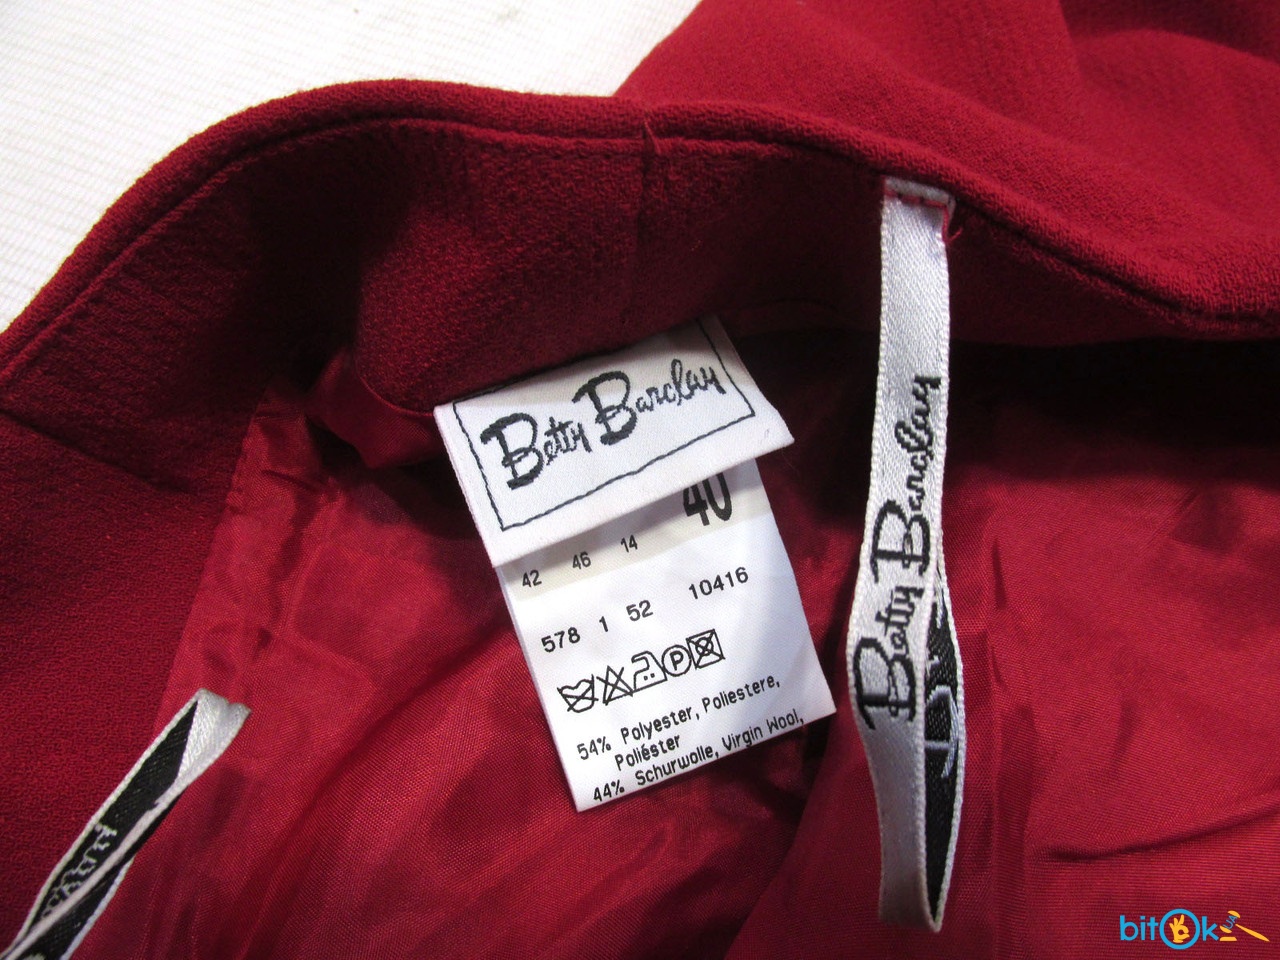 Betty Barclay
40
42 46 14
578 1 52 10416
P
54% Polyester, Poliestere,
Poliéster
44% Schurwolle, Virgin Wool,
Betty Barclay
bitOk.UA